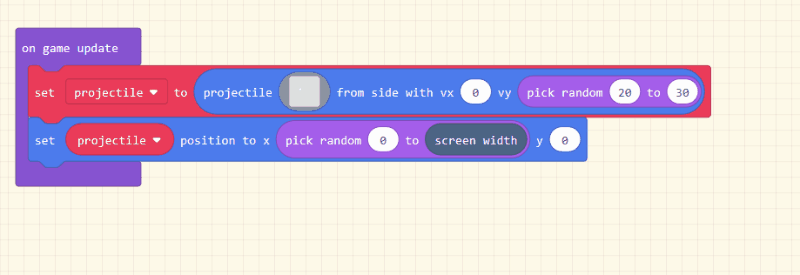 on game update
set projectile to projectile from side with vx 0 vy pick random 20 to 30
set projectile position to x pick random 0 to screen width y 0